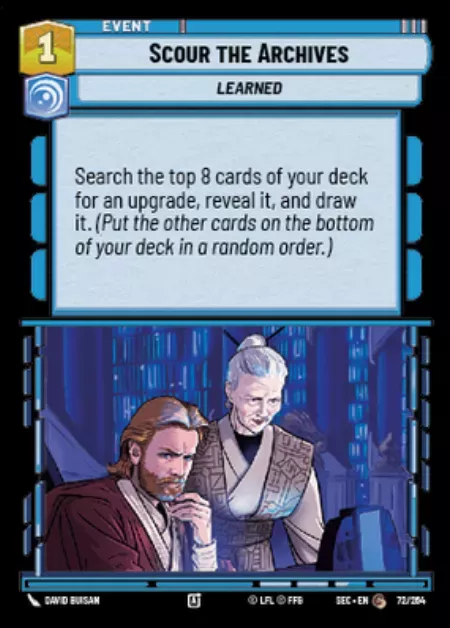 EVENT
1
SCOUR THE ARCHIVES
LEARNED
Search the top 8 cards of your deck
for an upgrade, reveal it, and draw
it. (Put the other cards on the bottom
of your deck in a random order.)
DAVID BUISAN
© LFL © FFG
SEC • EN
72/264